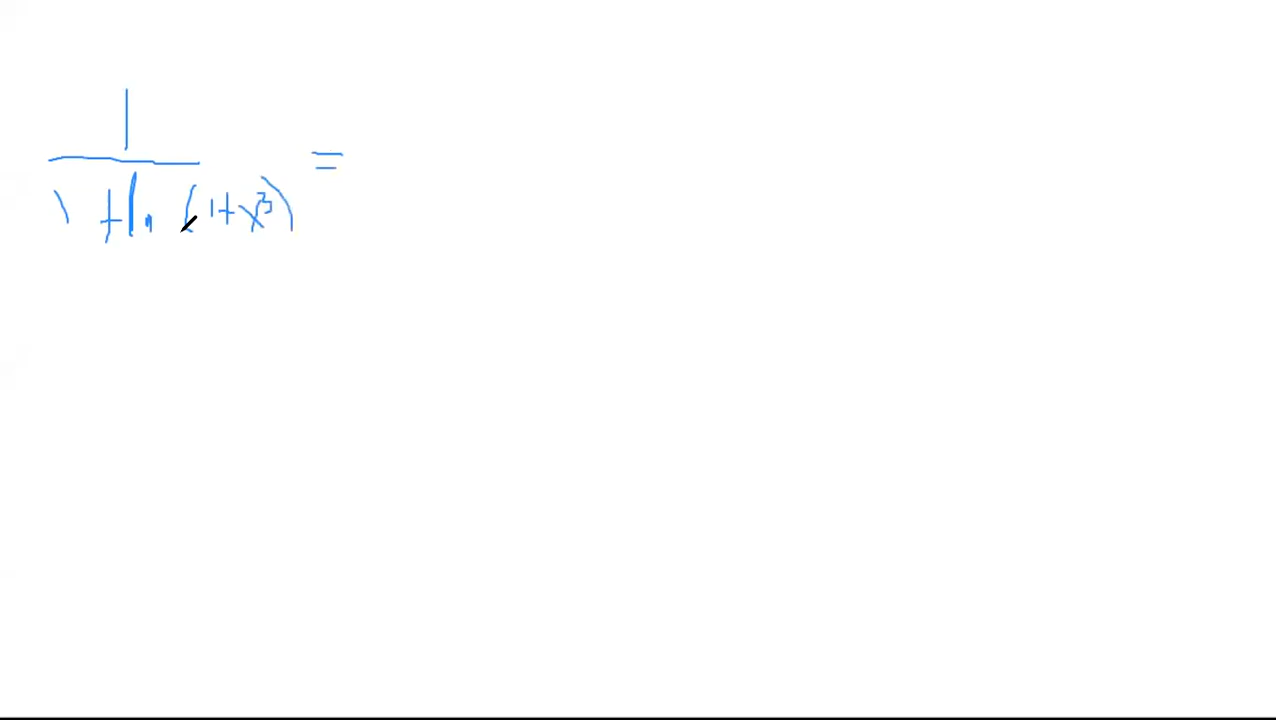 1
1 + ln (1+x³) =